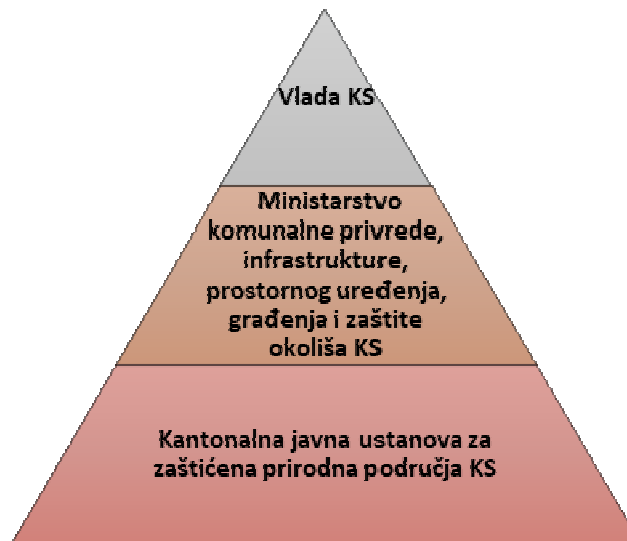 Vlada KS
Ministarstvo
komunalne privrede,
infrastrukture,
prostornog uređenja,
građenja i zaštite
okoliša KS
Kantonalna javna ustanova za
zaštićena prirodna područja KS